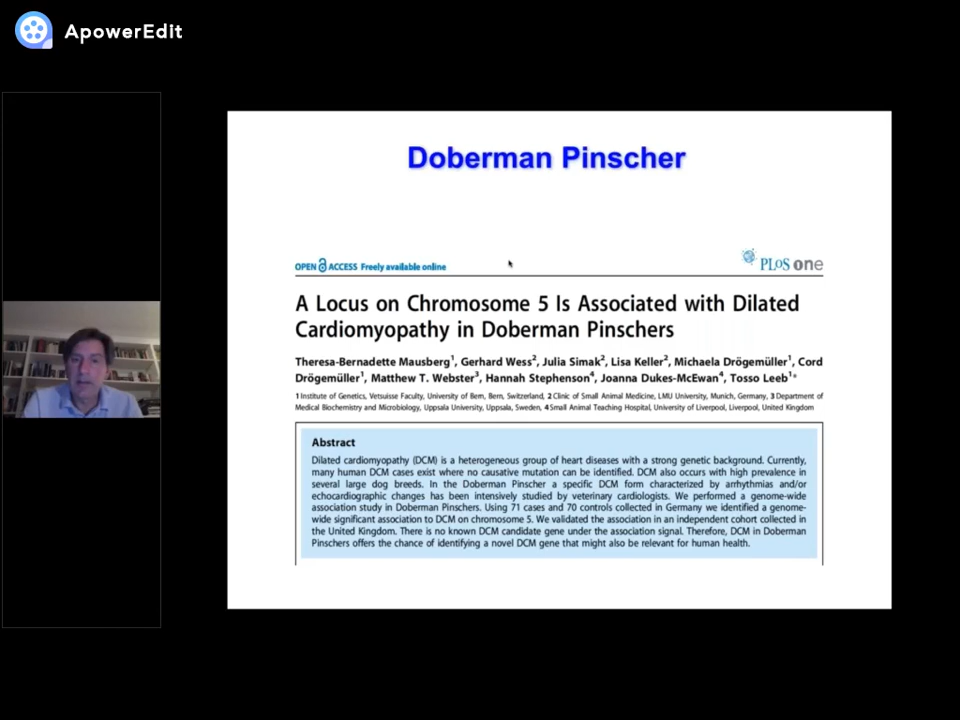 ApowerEdit
Doberman Pinscher
OPEN ACCESS Freely available online
PLoS one
A Locus on Chromosome 5 Is Associated with Dilated
Cardiomyopathy in Doberman Pinschers
Theresa-Bernadette Mausberg1, Gerhard Wess2, Julia Simak2, Lisa Keller2, Michaela Drögemüller1, Cord
Drögemüller1, Matthew T. Webster3, Hannah Stephenson4, Joanna Dukes-McEwan4, Tosso Leeb1*
1 Institute of Genetics, Vetsuisse Faculty, University of Bern, Bern, Switzerland, 2 Clinic of Small Animal Medicine, LMU University, Munich, Germany, 3 Department of
Medical Biochemistry and Microbiology, Uppsala University, Uppsala, Sweden, 4 Small Animal Teaching Hospital, University of Liverpool, Liverpool, United Kingdom
Abstract
Dilated cardiomyopathy (DCM) is a heterogeneous group of heart diseases with a strong genetic background. Currently,
many human DCM cases exist where no causative mutation can be identified. DCM also occurs with high prevalence in
several large dog breeds. In the Doberman Pinscher a specific DCM form characterized by arrhythmias and/or
echocardiographic changes has been intensively studied by veterinary cardiologists. We performed a genome-wide
association study in Doberman Pinschers. Using 71 cases and 70 controls collected in Germany we identified a genome-
wide significant association to DCM on chromosome 5. We validated the association in an independent cohort collected in
the United Kingdom. There is no known DCM candidate gene under the association signal. Therefore, DCM in Doberman
Pinschers offers the chance of identifying a novel DCM gene that might also be relevant for human health.